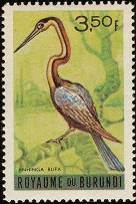 3,50F
ANHINGA RUFA
ROYAUME DU BURUNDI